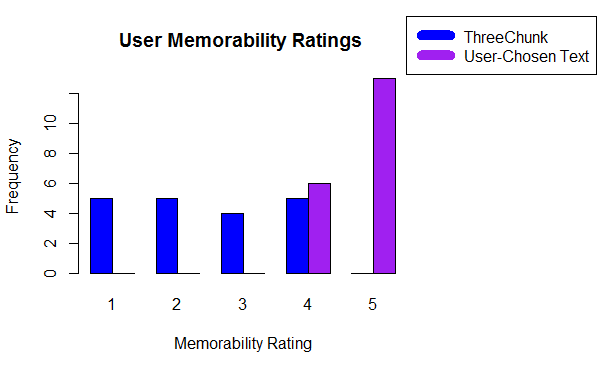 User Memorability Ratings
ThreeChunk
User-Chosen Text
Frequency
10
8
6
4
2
0
1 2 3 4 5
Memorability Rating